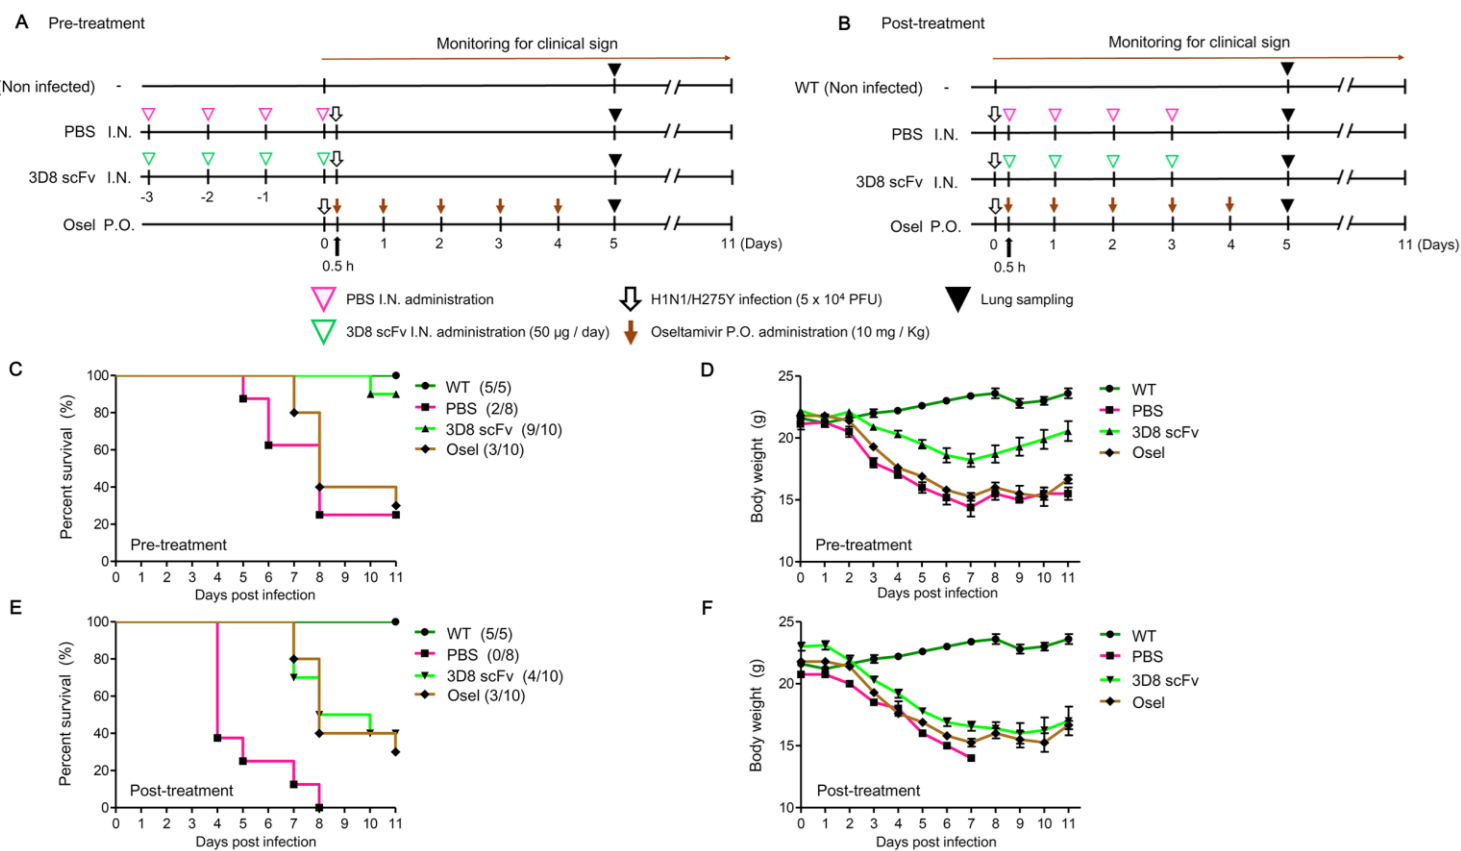 A Pre-treatment
Monitoring for clinical sign
(Non infected) -
PBS I.N.
3D8 scFv I.N.
-3 -2 -1
Osel P.O.
0 1 2 3 4 5 11 (Days)
0.5 h
B Post-treatment
Monitoring for clinical sign
WT (Non infected) -
PBS I.N.
3D8 scFv I.N.
Osel P.O.
0 1 2 3 4 5 11 (Days)
0.5 h
PBS I.N. administration
H1N1/H275Y infection (5 x 10⁴ PFU)
Lung sampling
3D8 scFv I.N. administration (50 µg / day)
Oseltamivir P.O. administration (10 mg / Kg)
C
Percent survival (%)
100
80
60
40
20
0
Pre-treatment
0 1 2 3 4 5 6 7 8 9 10 11
Days post infection
WT (5/5)
PBS (2/8)
3D8 scFv (9/10)
Osel (3/10)
D
Body weight (g)
25
20
15
10
Pre-treatment
0 1 2 3 4 5 6 7 8 9 10 11
Days post infection
WT
PBS
3D8 scFv
Osel
E
Percent survival (%)
100
80
60
40
20
0
Post-treatment
0 1 2 3 4 5 6 7 8 9 10 11
Days post infection
WT (5/5)
PBS (0/8)
3D8 scFv (4/10)
Osel (3/10)
F
Body weight (g)
25
20
15
10
Post-treatment
0 1 2 3 4 5 6 7 8 9 10 11
Days post infection
WT
PBS
3D8 scFv
Osel